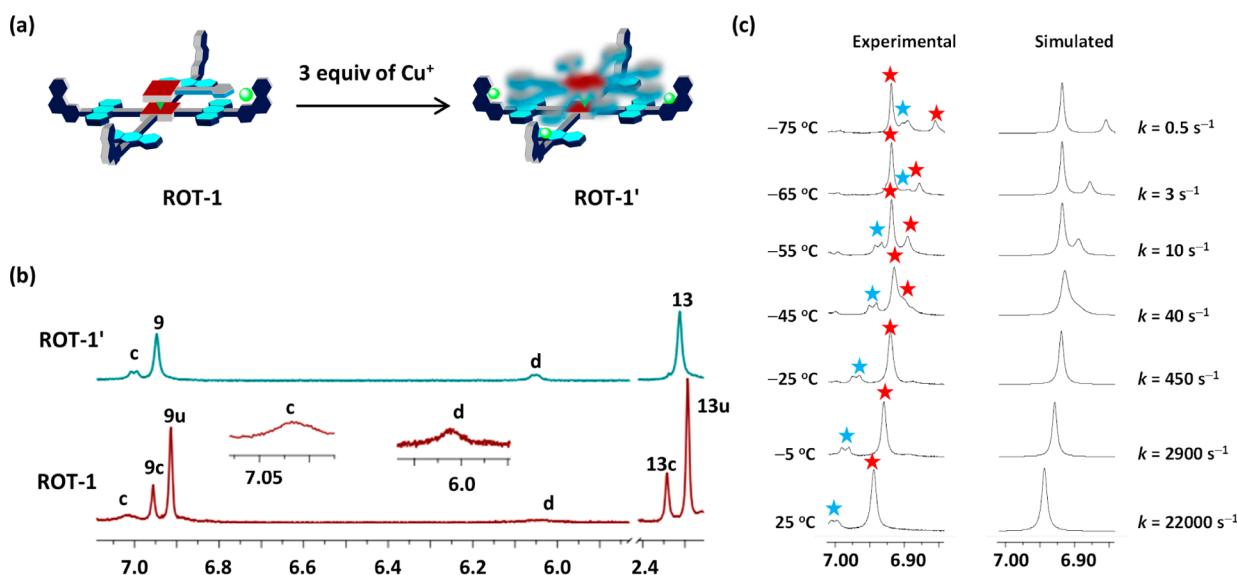 (a)
3 equiv of Cu⁺
ROT-1
ROT-1'
(b)
ROT-1'
c
9
d
13
ROT-1
c
9c
9u
c
7.05
d
6.0
d
13c
13u
7.0
6.8
6.6
6.4
6.2
6.0
2.4
(c)
Experimental
Simulated
−75 °C
k = 0.5 s⁻¹
−65 °C
k = 3 s⁻¹
−55 °C
k = 10 s⁻¹
−45 °C
k = 40 s⁻¹
−25 °C
k = 450 s⁻¹
−5 °C
k = 2900 s⁻¹
25 °C
k = 22000 s⁻¹
7.00
6.90
7.00
6.90